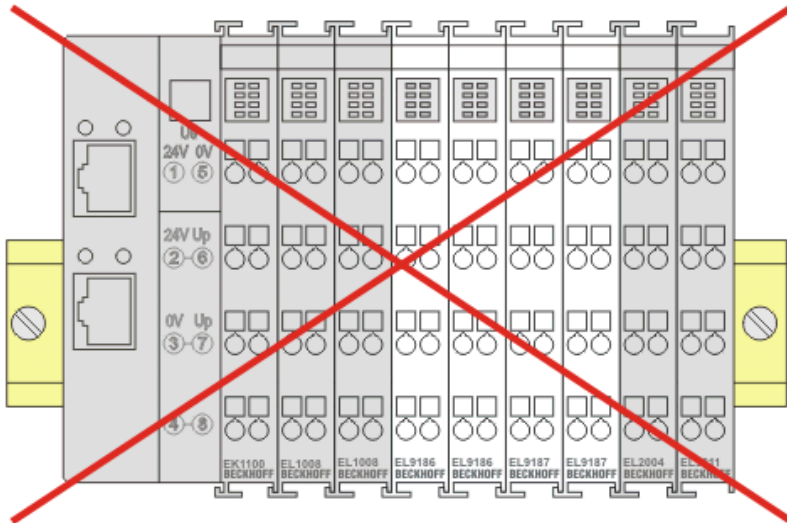 Us
24V 0V
1 5
24V Up
2 6
0V Up
3 7
4 8
EK1100 EL1008 EL1008 EL9186 EL9186 EL9187 EL9187 EL2004
BECKHOFF BECKHOFF BECKHOFF BECKHOFF BECKHOFF BECKHOFF BECKHOFF BECKHOFF BECKHOFF